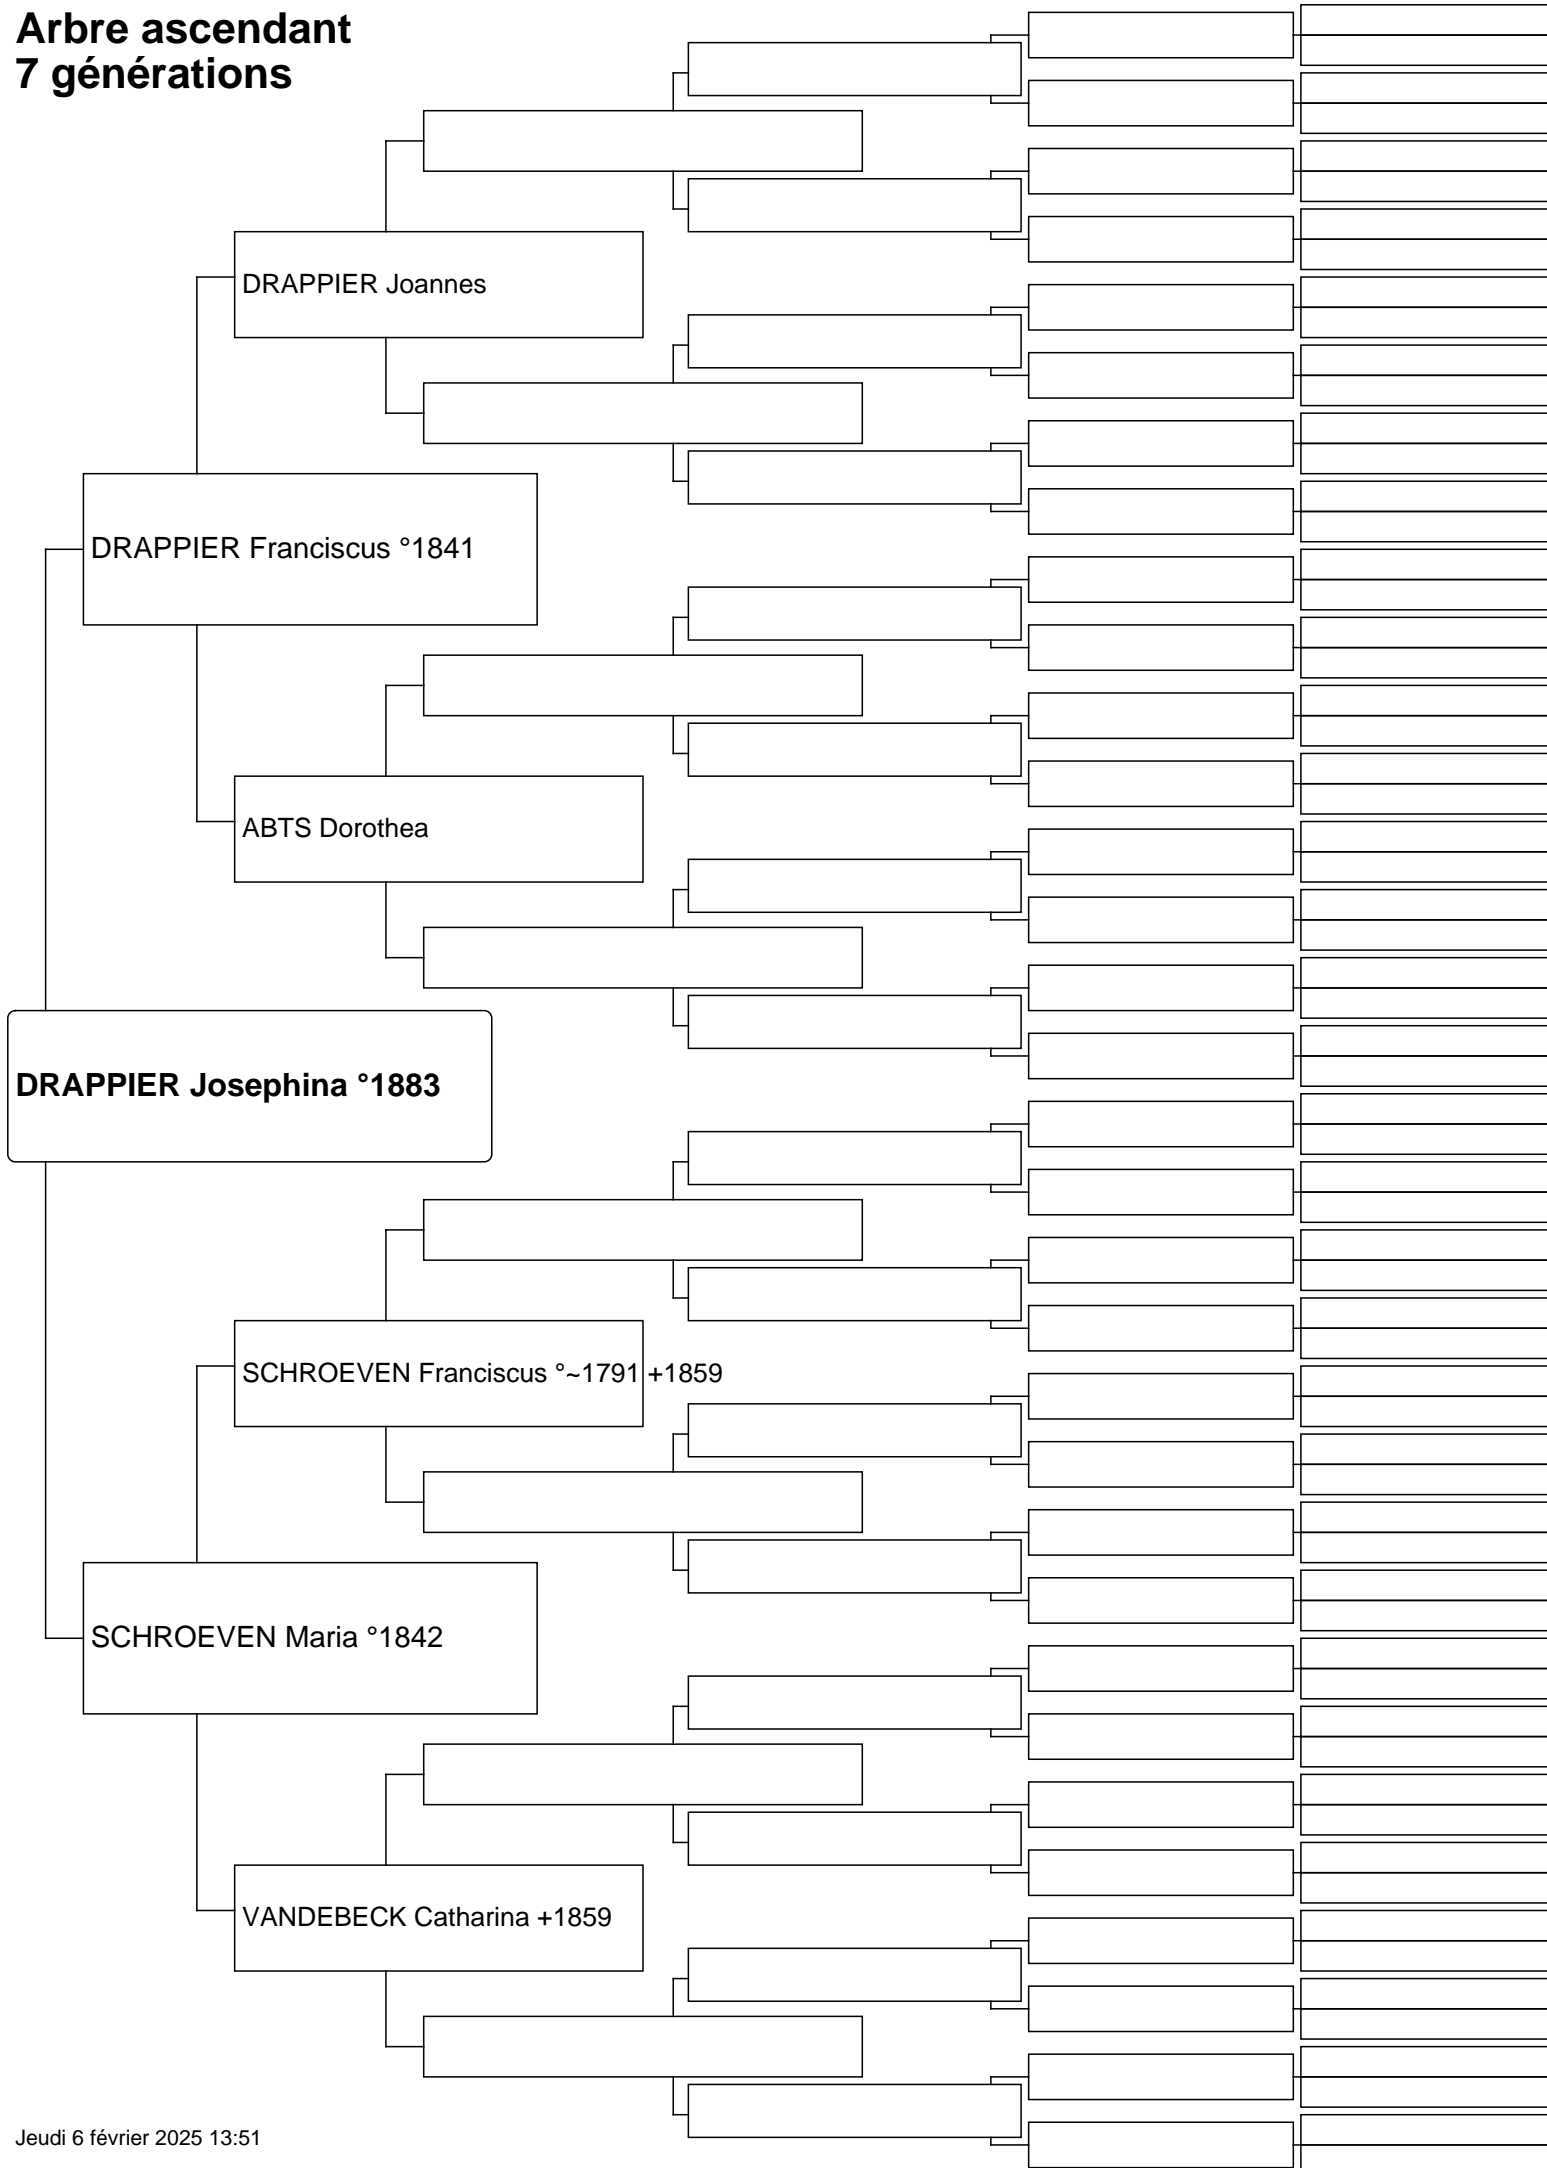 Arbre ascendant
7 générations
DRAPPIER Joannes
DRAPPIER Franciscus °1841
ABTS Dorothea
DRAPPIER Josephina °1883
SCHROEVEN Franciscus °~1791 +1859
SCHROEVEN Maria °1842
VANDEBECK Catharina +1859
Jeudi 6 février 2025 13:51